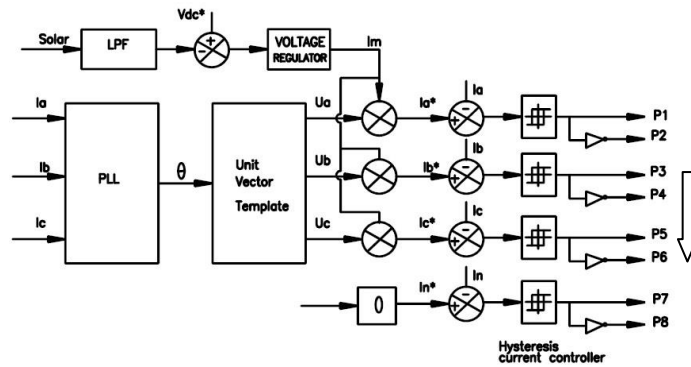 Vdc*
Solar
LPF
VOLTAGE
REGULATOR
Im
Ia
Ib
Ic
PLL
θ
Unit
Vector
Template
Ua
Ub
Uc
Ia*
Ib*
Ic*
In*
Ia
Ib
Ic
In
0
P1
P2
P3
P4
P5
P6
P7
P8
Hysteresis
current controller